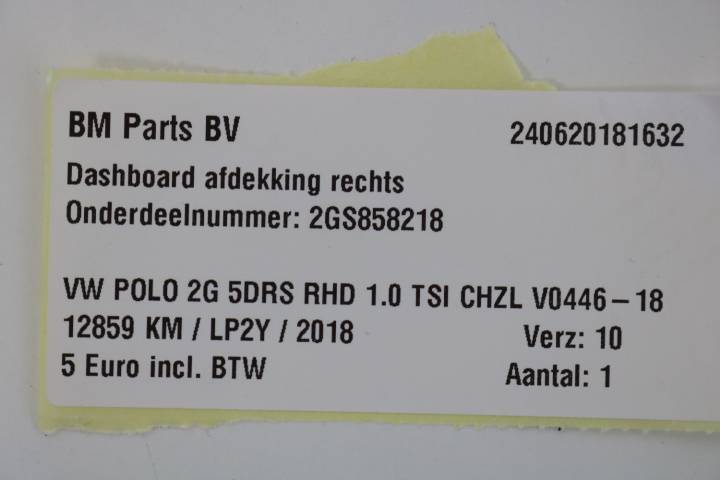 BM Parts BV 240620181632
Dashboard afdekking rechts
Onderdeelnummer: 2GS858218
VW POLO 2G 5DRS RHD 1.0 TSI CHZL V0446-18
12859 KM / LP2Y / 2018 Verz: 10
5 Euro incl. BTW Aantal: 1